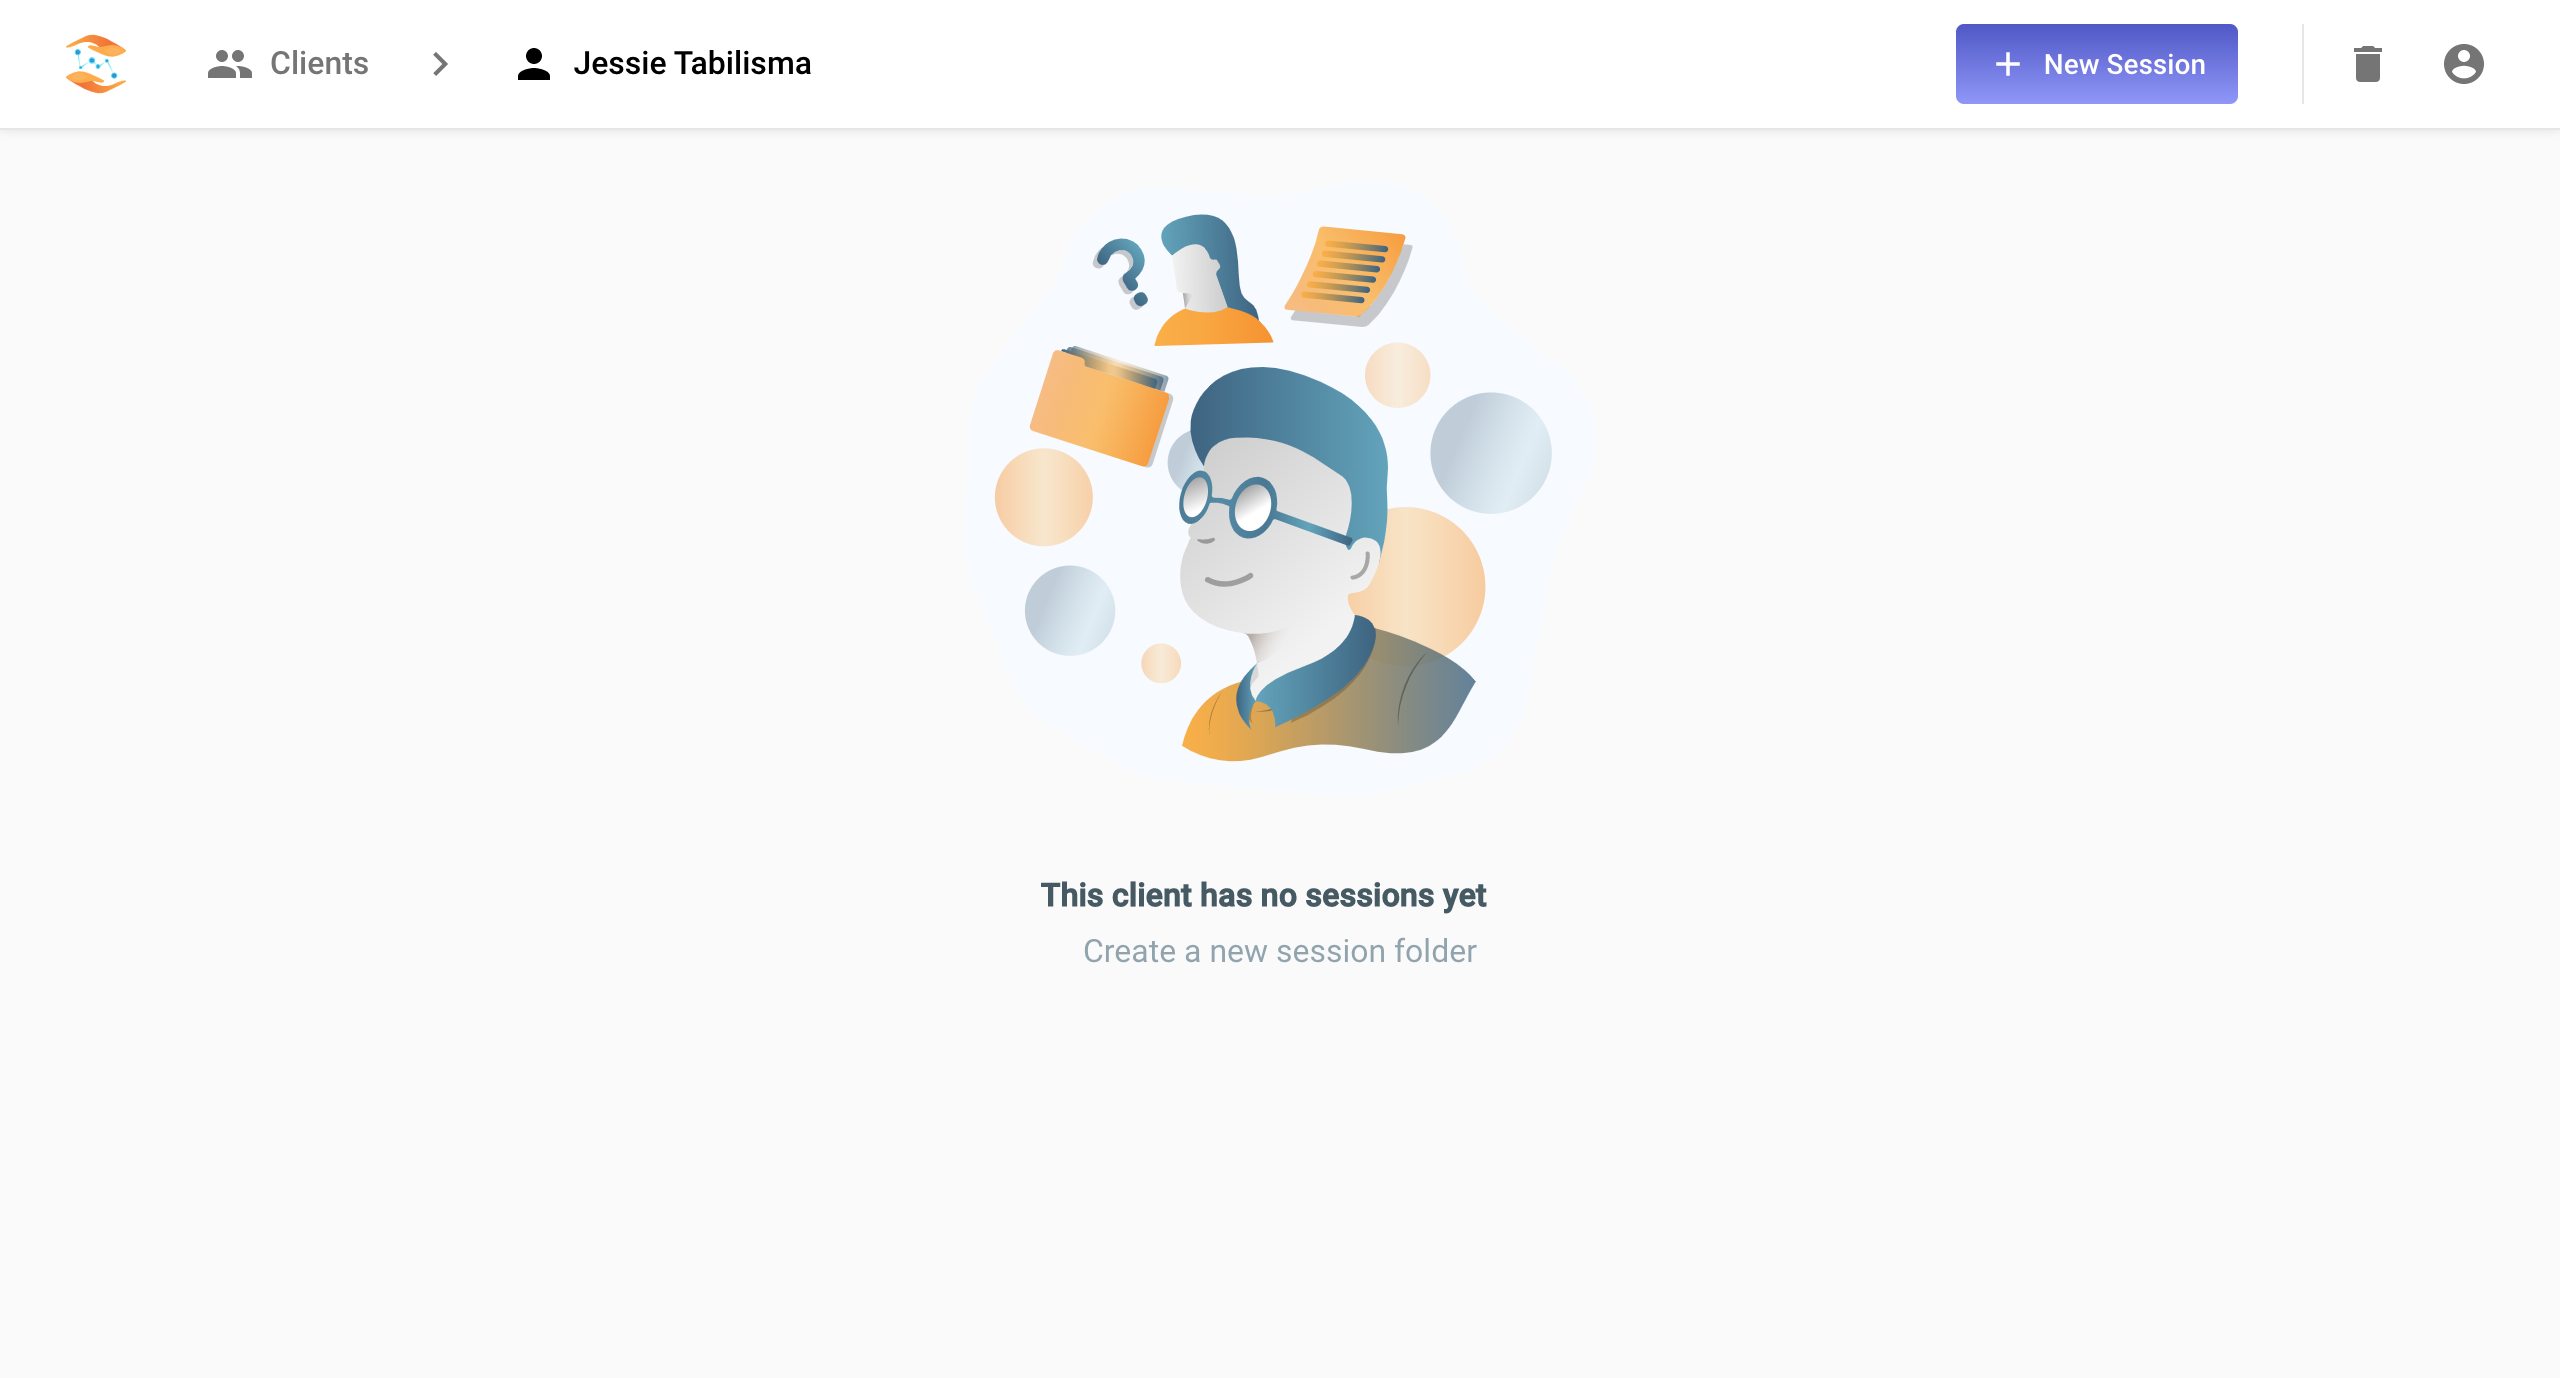 Clients
Jessie Tabilisma
New Session
This client has no sessions yet
Create a new session folder